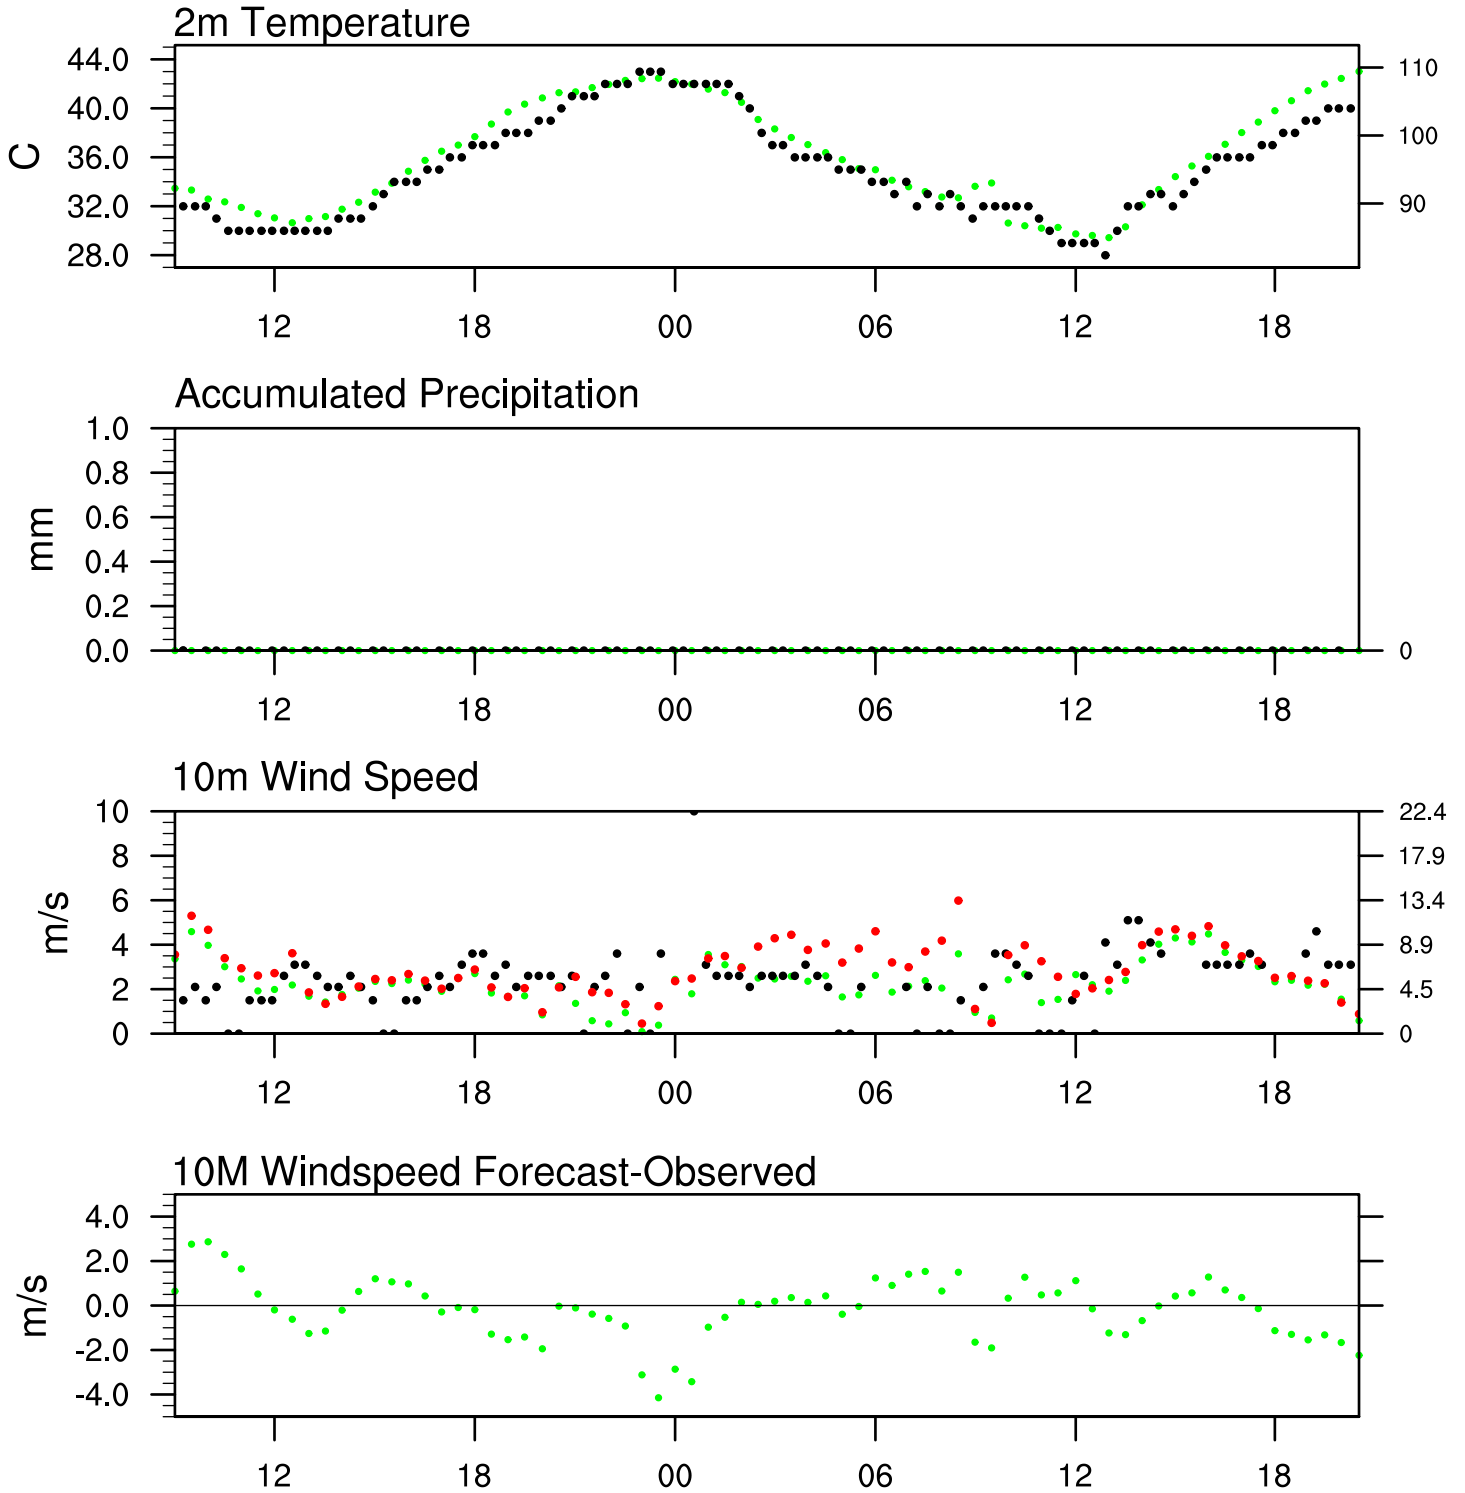 2m Temperature
44.0
40.0
36.0
32.0
28.0
C
110
100
90
12 18 00 06 12 18
Accumulated Precipitation
1.0
0.8
0.6
0.4
0.2
0.0
mm
0
12 18 00 06 12 18
10m Wind Speed
10
8
6
4
2
0
m/s
22.4
17.9
13.4
8.9
4.5
0
12 18 00 06 12 18
10M Windspeed Forecast-Observed
4.0
2.0
0.0
-2.0
-4.0
m/s
12 18 00 06 12 18